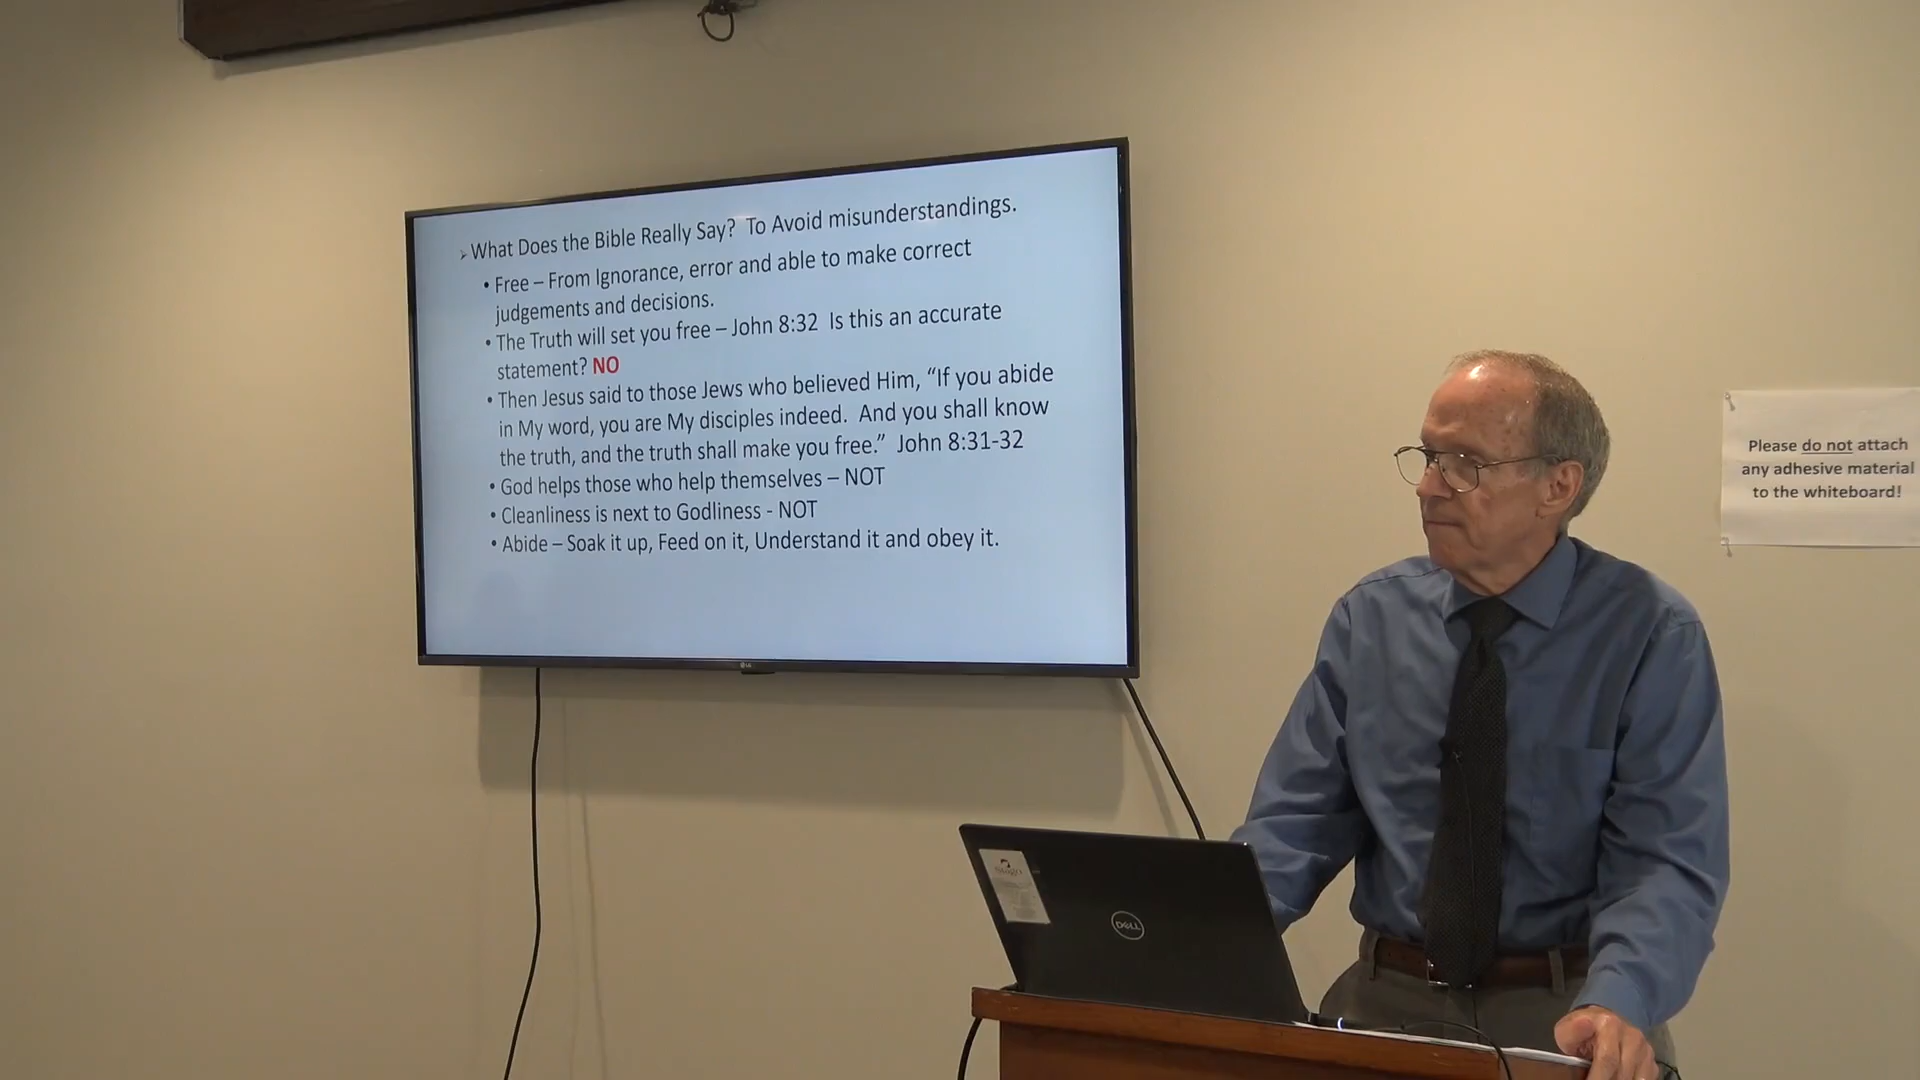 ➢ What Does the Bible Really Say?  To Avoid misunderstandings.
• Free – From Ignorance, error and able to make correct
judgements and decisions.
• The Truth will set you free – John 8:32  Is this an accurate
statement? NO
• Then Jesus said to those Jews who believed Him, “If you abide
in My word, you are My disciples indeed.  And you shall know
the truth, and the truth shall make you free.”  John 8:31-32
• God helps those who help themselves – NOT
• Cleanliness is next to Godliness - NOT
• Abide – Soak it up, Feed on it, Understand it and obey it.
LG
Please do not attach
any adhesive material
to the whiteboard!
DELL